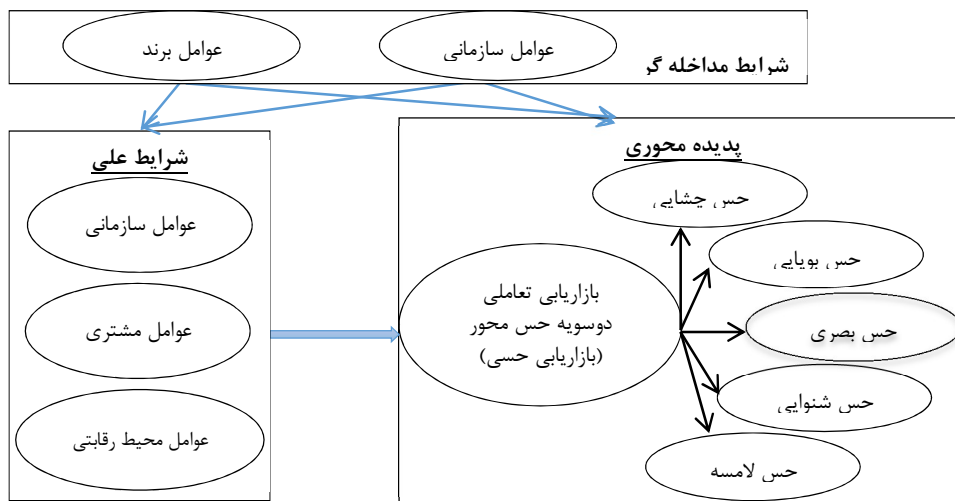 عوامل سازمانی
عوامل برند
شرایط مداخله گر
پدیده محوری
شرایط علی
عوامل سازمانی
عوامل مشتری
عوامل محیط رقابتی
بازاریابی تعاملی
دوسویه حس محور
(بازاریابی حسی)
حس چشایی
حس بویایی
حس بصری
حس شنوایی
حس لامسه